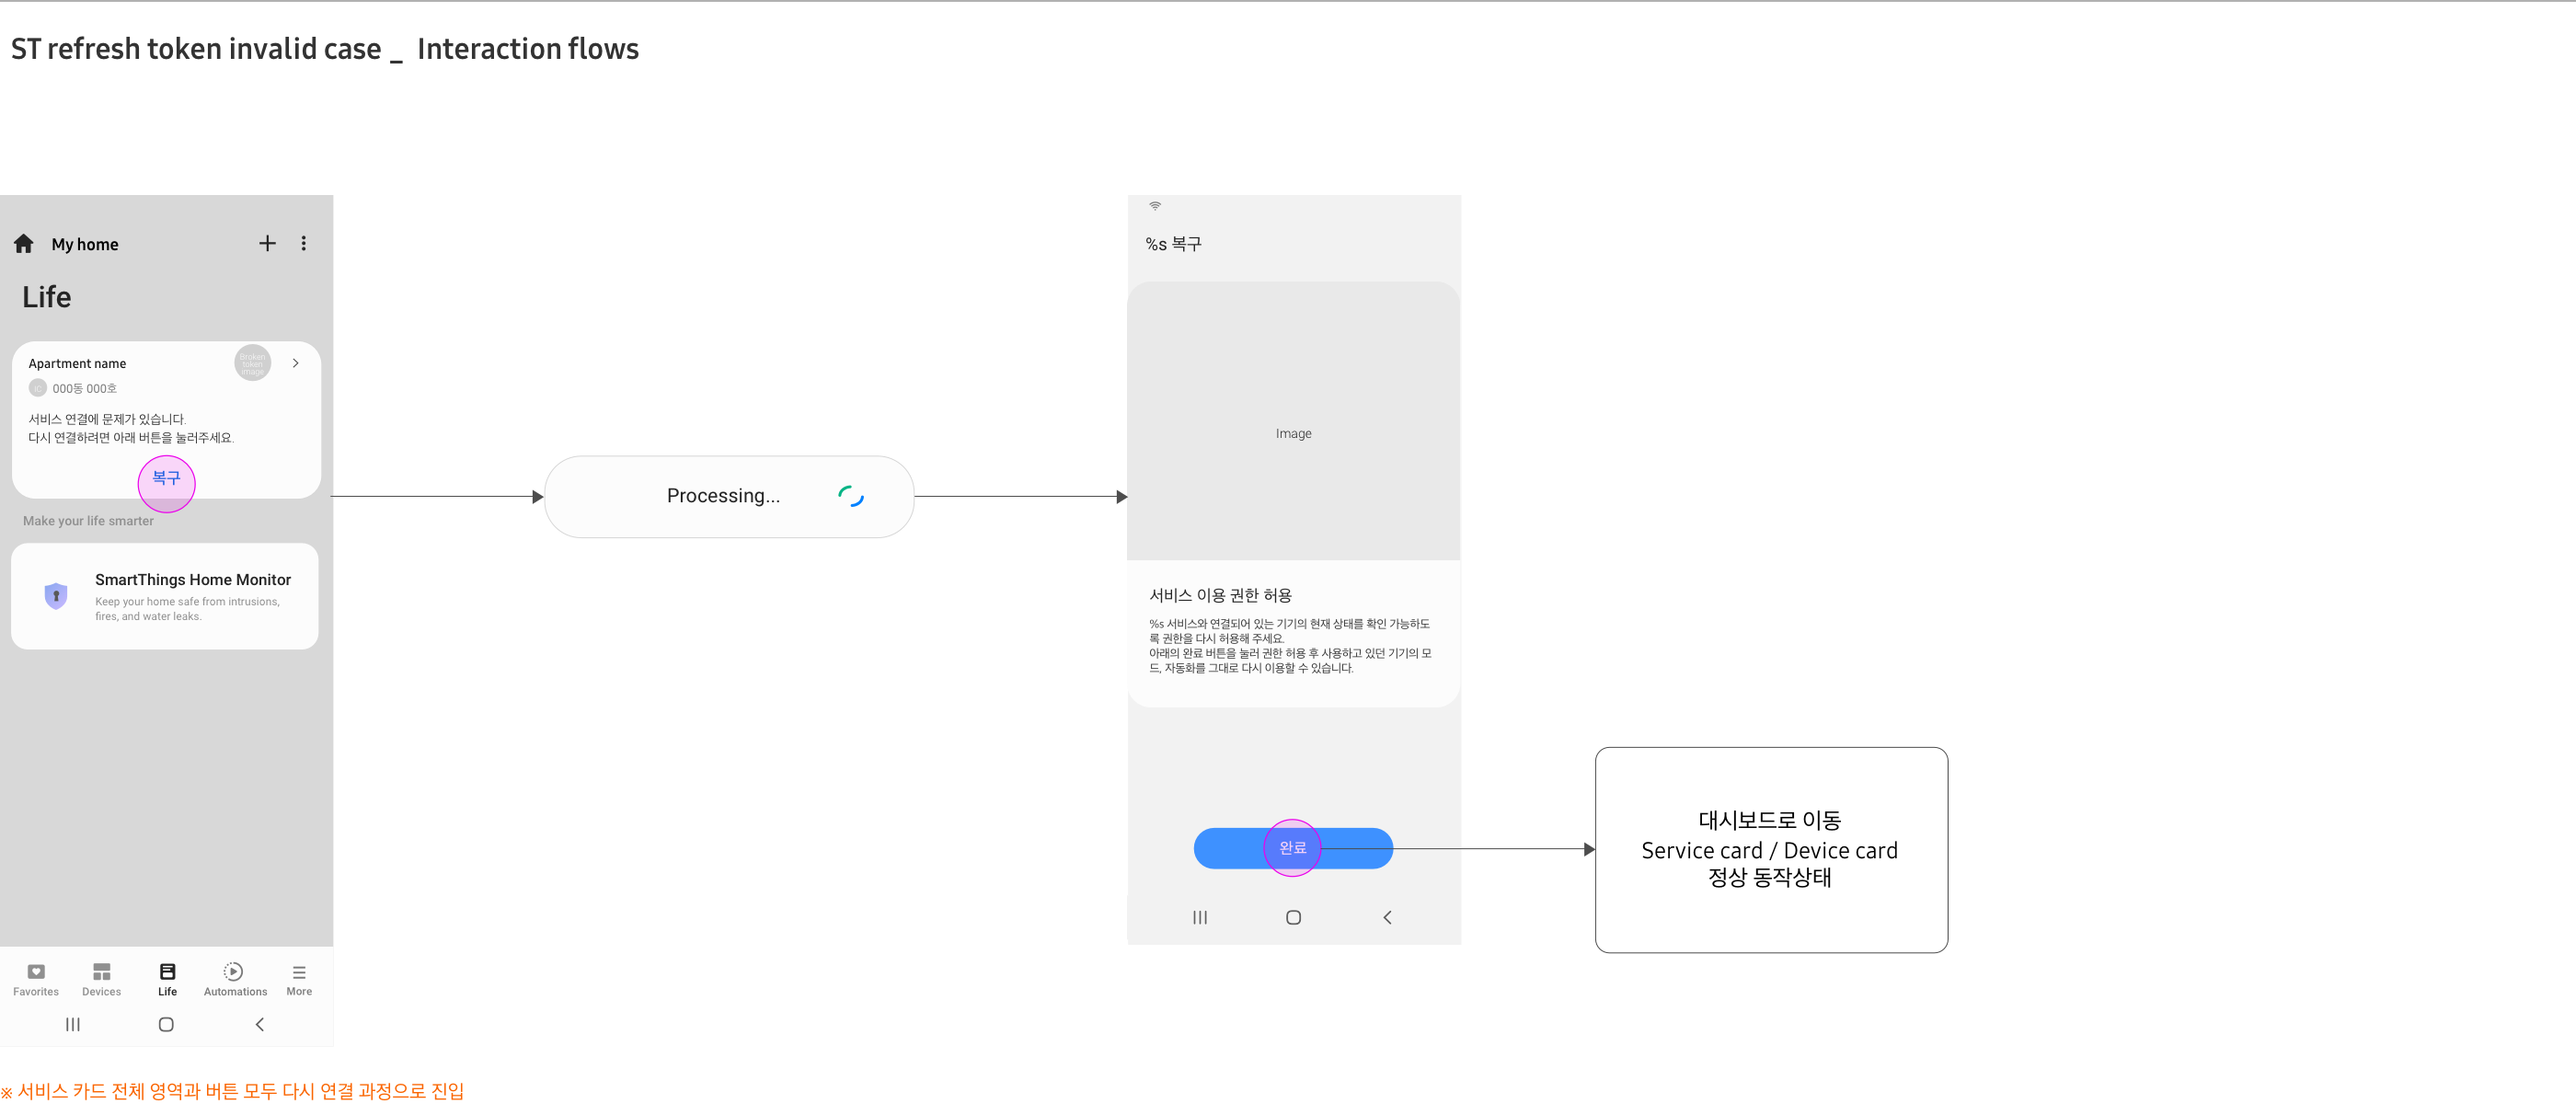 ST refresh token invalid case _ Interaction flows
My home
Life
Apartment name
Broken
token
image
IC
000동 000호
서비스 연결에 문제가 있습니다.
다시 연결하려면 아래 버튼을 눌러주세요.
복구
Make your life smarter
SmartThings Home Monitor
Keep your home safe from intrusions,
fires, and water leaks.
Favorites
Devices
Life
Automations
More
※ 서비스 카드 전체 영역과 버튼 모두 다시 연결 과정으로 진입
Processing...
%s 복구
Image
서비스 이용 권한 허용
%s 서비스와 연결되어 있는 기기의 현재 상태를 확인 가능하도
록 권한을 다시 허용해 주세요.
아래의 완료 버튼을 눌러 권한 허용 후 사용하고 있던 기기의 모
드, 자동화를 그대로 다시 이용할 수 있습니다.
완료
대시보드로 이동
Service card / Device card
정상 동작상태